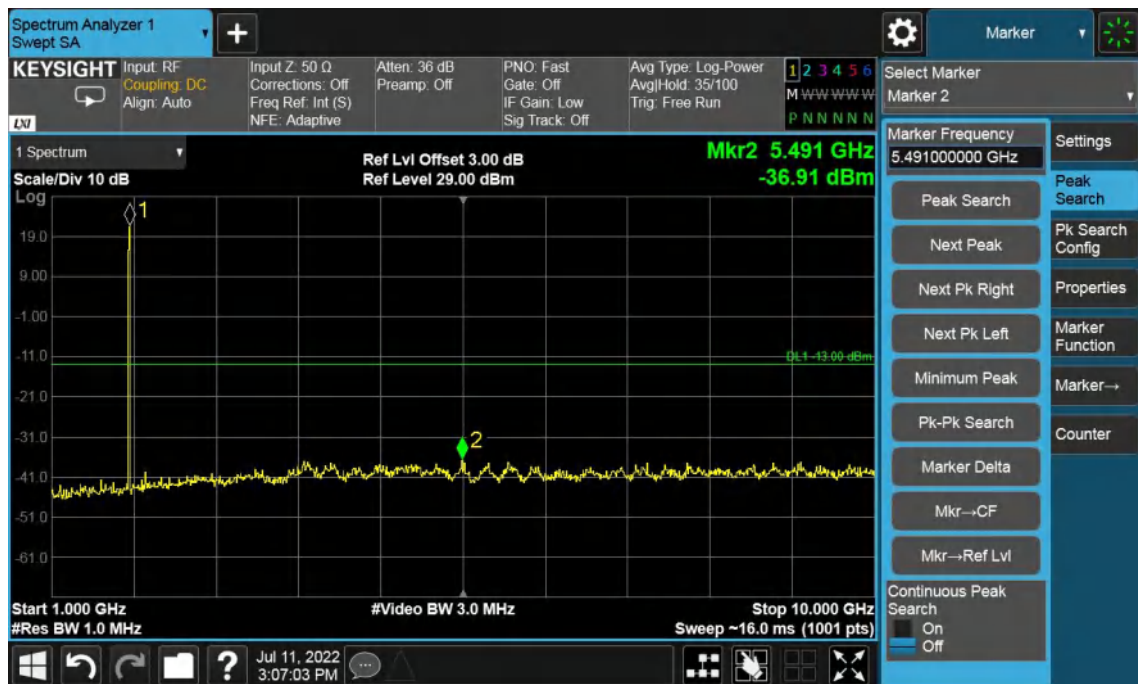 Spectrum Analyzer 1
Swept SA
+
Marker
KEYSIGHT
LXI
Input: RF
Coupling: DC
Align: Auto
Input Z: 50 Ω
Corrections: Off
Freq Ref: Int (S)
NFE: Adaptive
Atten: 36 dB
Preamp: Off
PNO: Fast
Gate: Off
IF Gain: Low
Sig Track: Off
Avg Type: Log-Power
Avg|Hold: 35/100
Trig: Free Run
1 2 3 4 5 6
M W W W W W
P N N N N N
Select Marker
Marker 2
1 Spectrum
Scale/Div 10 dB
Log
Ref Lvl Offset 3.00 dB
Ref Level 29.00 dBm
Mkr2 5.491 GHz
-36.91 dBm
19.0
9.00
-1.00
-11.0
-21.0
-31.0
-41.0
-51.0
-61.0
1
2
DL1 -13.00 dBm
Start 1.000 GHz
#Res BW 1.0 MHz
#Video BW 3.0 MHz
Stop 10.000 GHz
Sweep ~16.0 ms (1001 pts)
Marker Frequency
5.491000000 GHz
Peak Search
Next Peak
Next Pk Right
Next Pk Left
Minimum Peak
Pk-Pk Search
Marker Delta
Mkr→CF
Mkr→Ref Lvl
Continuous Peak
Search
On
Off
Settings
Peak
Search
Pk Search
Config
Properties
Marker
Function
Marker→
Counter
?
Jul 11, 2022
3:07:03 PM